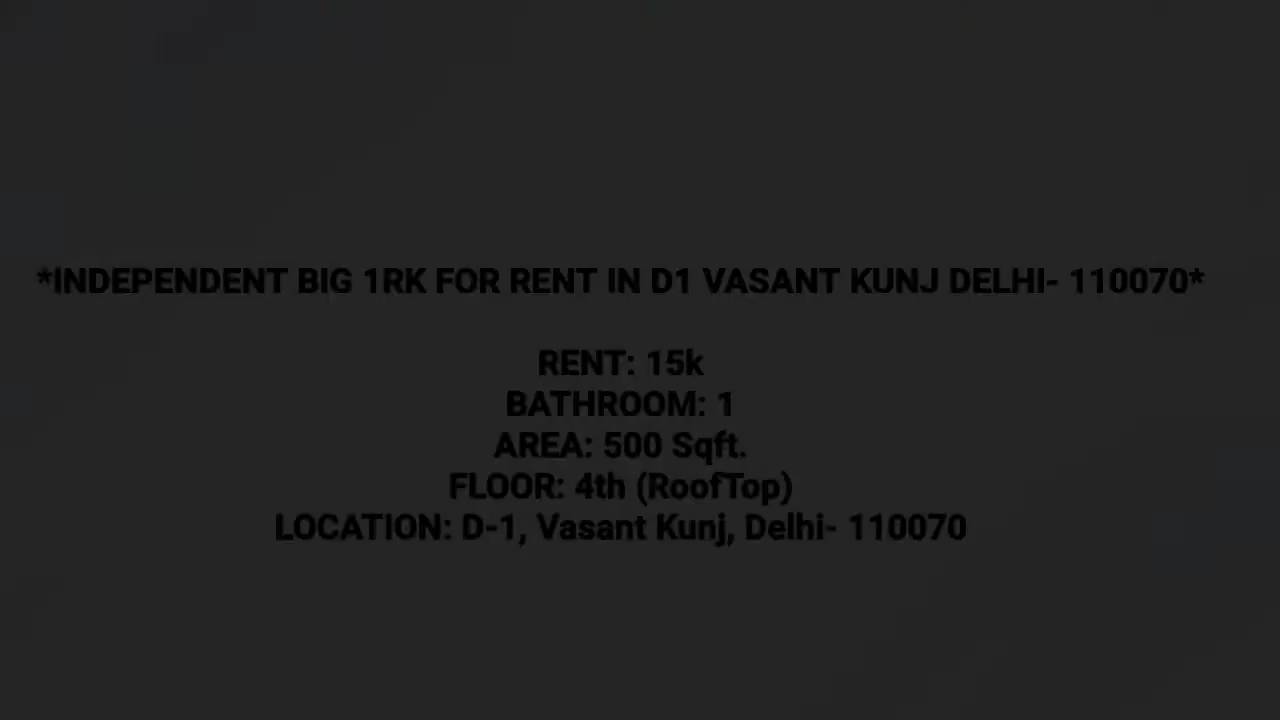 *INDEPENDENT BIG 1RK FOR RENT IN D1 VASANT KUNJ DELHI- 110070*
RENT: 15k
BATHROOM: 1
AREA: 500 Sqft.
FLOOR: 4th (RoofTop)
LOCATION: D-1, Vasant Kunj, Delhi- 110070